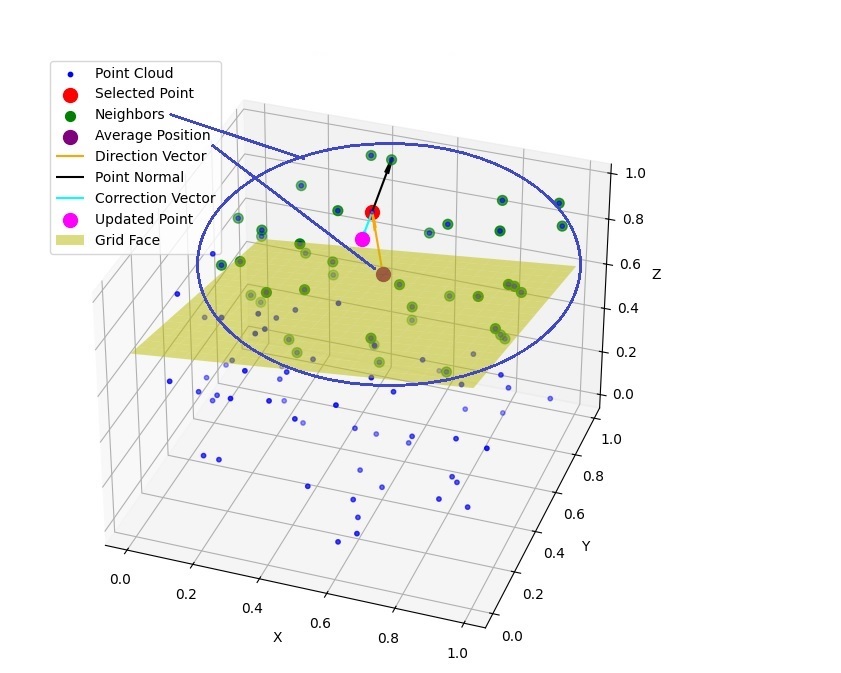 Point Cloud
Selected Point
Neighbors
Average Position
Direction Vector
Point Normal
Correction Vector
Updated Point
Grid Face
1.0
0.8
0.6
Z
0.4
0.2
0.0
1.0
0.8
0.6
0.4
Y
0.2
0.0
0.0
0.2
0.4
0.6
0.8
1.0
X